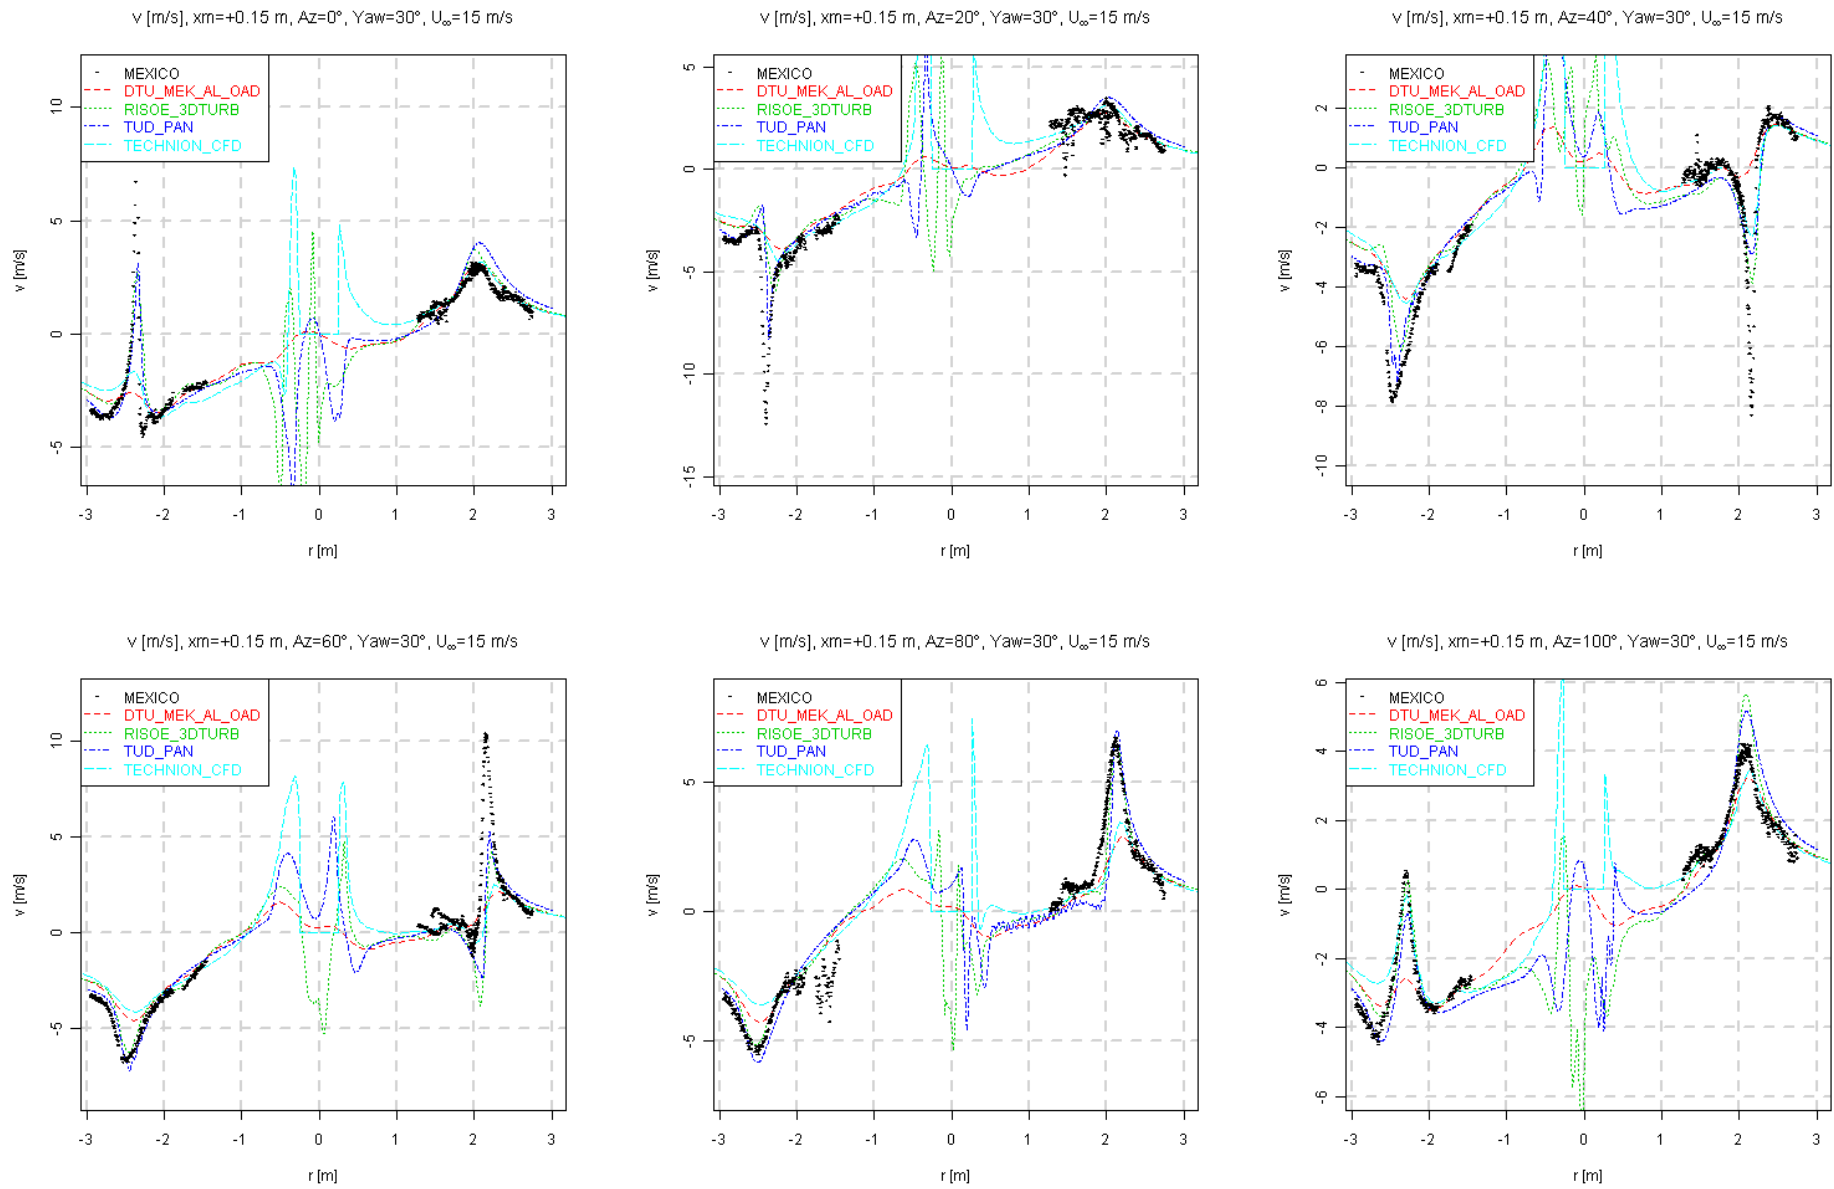 v [m/s], xm=+0.15 m, Az=0°, Yaw=30°, U∞=15 m/s
MEXICO
DTU_MEK_AL_OAD
RISOE_3DTURB
TUD_PAN
TECHNION_CFD
10
5
0
-5
v [m/s]
-3 -2 -1 0 1 2 3
r [m]
v [m/s], xm=+0.15 m, Az=20°, Yaw=30°, U∞=15 m/s
MEXICO
DTU_MEK_AL_OAD
RISOE_3DTURB
TUD_PAN
TECHNION_CFD
5
0
-5
-10
-15
v [m/s]
-3 -2 -1 0 1 2 3
r [m]
v [m/s], xm=+0.15 m, Az=40°, Yaw=30°, U∞=15 m/s
MEXICO
DTU_MEK_AL_OAD
RISOE_3DTURB
TUD_PAN
TECHNION_CFD
2
0
-2
-4
-6
-8
-10
v [m/s]
-3 -2 -1 0 1 2 3
r [m]
v [m/s], xm=+0.15 m, Az=60°, Yaw=30°, U∞=15 m/s
MEXICO
DTU_MEK_AL_OAD
RISOE_3DTURB
TUD_PAN
TECHNION_CFD
10
5
0
-5
v [m/s]
-3 -2 -1 0 1 2 3
r [m]
v [m/s], xm=+0.15 m, Az=80°, Yaw=30°, U∞=15 m/s
MEXICO
DTU_MEK_AL_OAD
RISOE_3DTURB
TUD_PAN
TECHNION_CFD
5
0
-5
v [m/s]
-3 -2 -1 0 1 2 3
r [m]
v [m/s], xm=+0.15 m, Az=100°, Yaw=30°, U∞=15 m/s
MEXICO
DTU_MEK_AL_OAD
RISOE_3DTURB
TUD_PAN
TECHNION_CFD
6
4
2
0
-2
-4
-6
v [m/s]
-3 -2 -1 0 1 2 3
r [m]